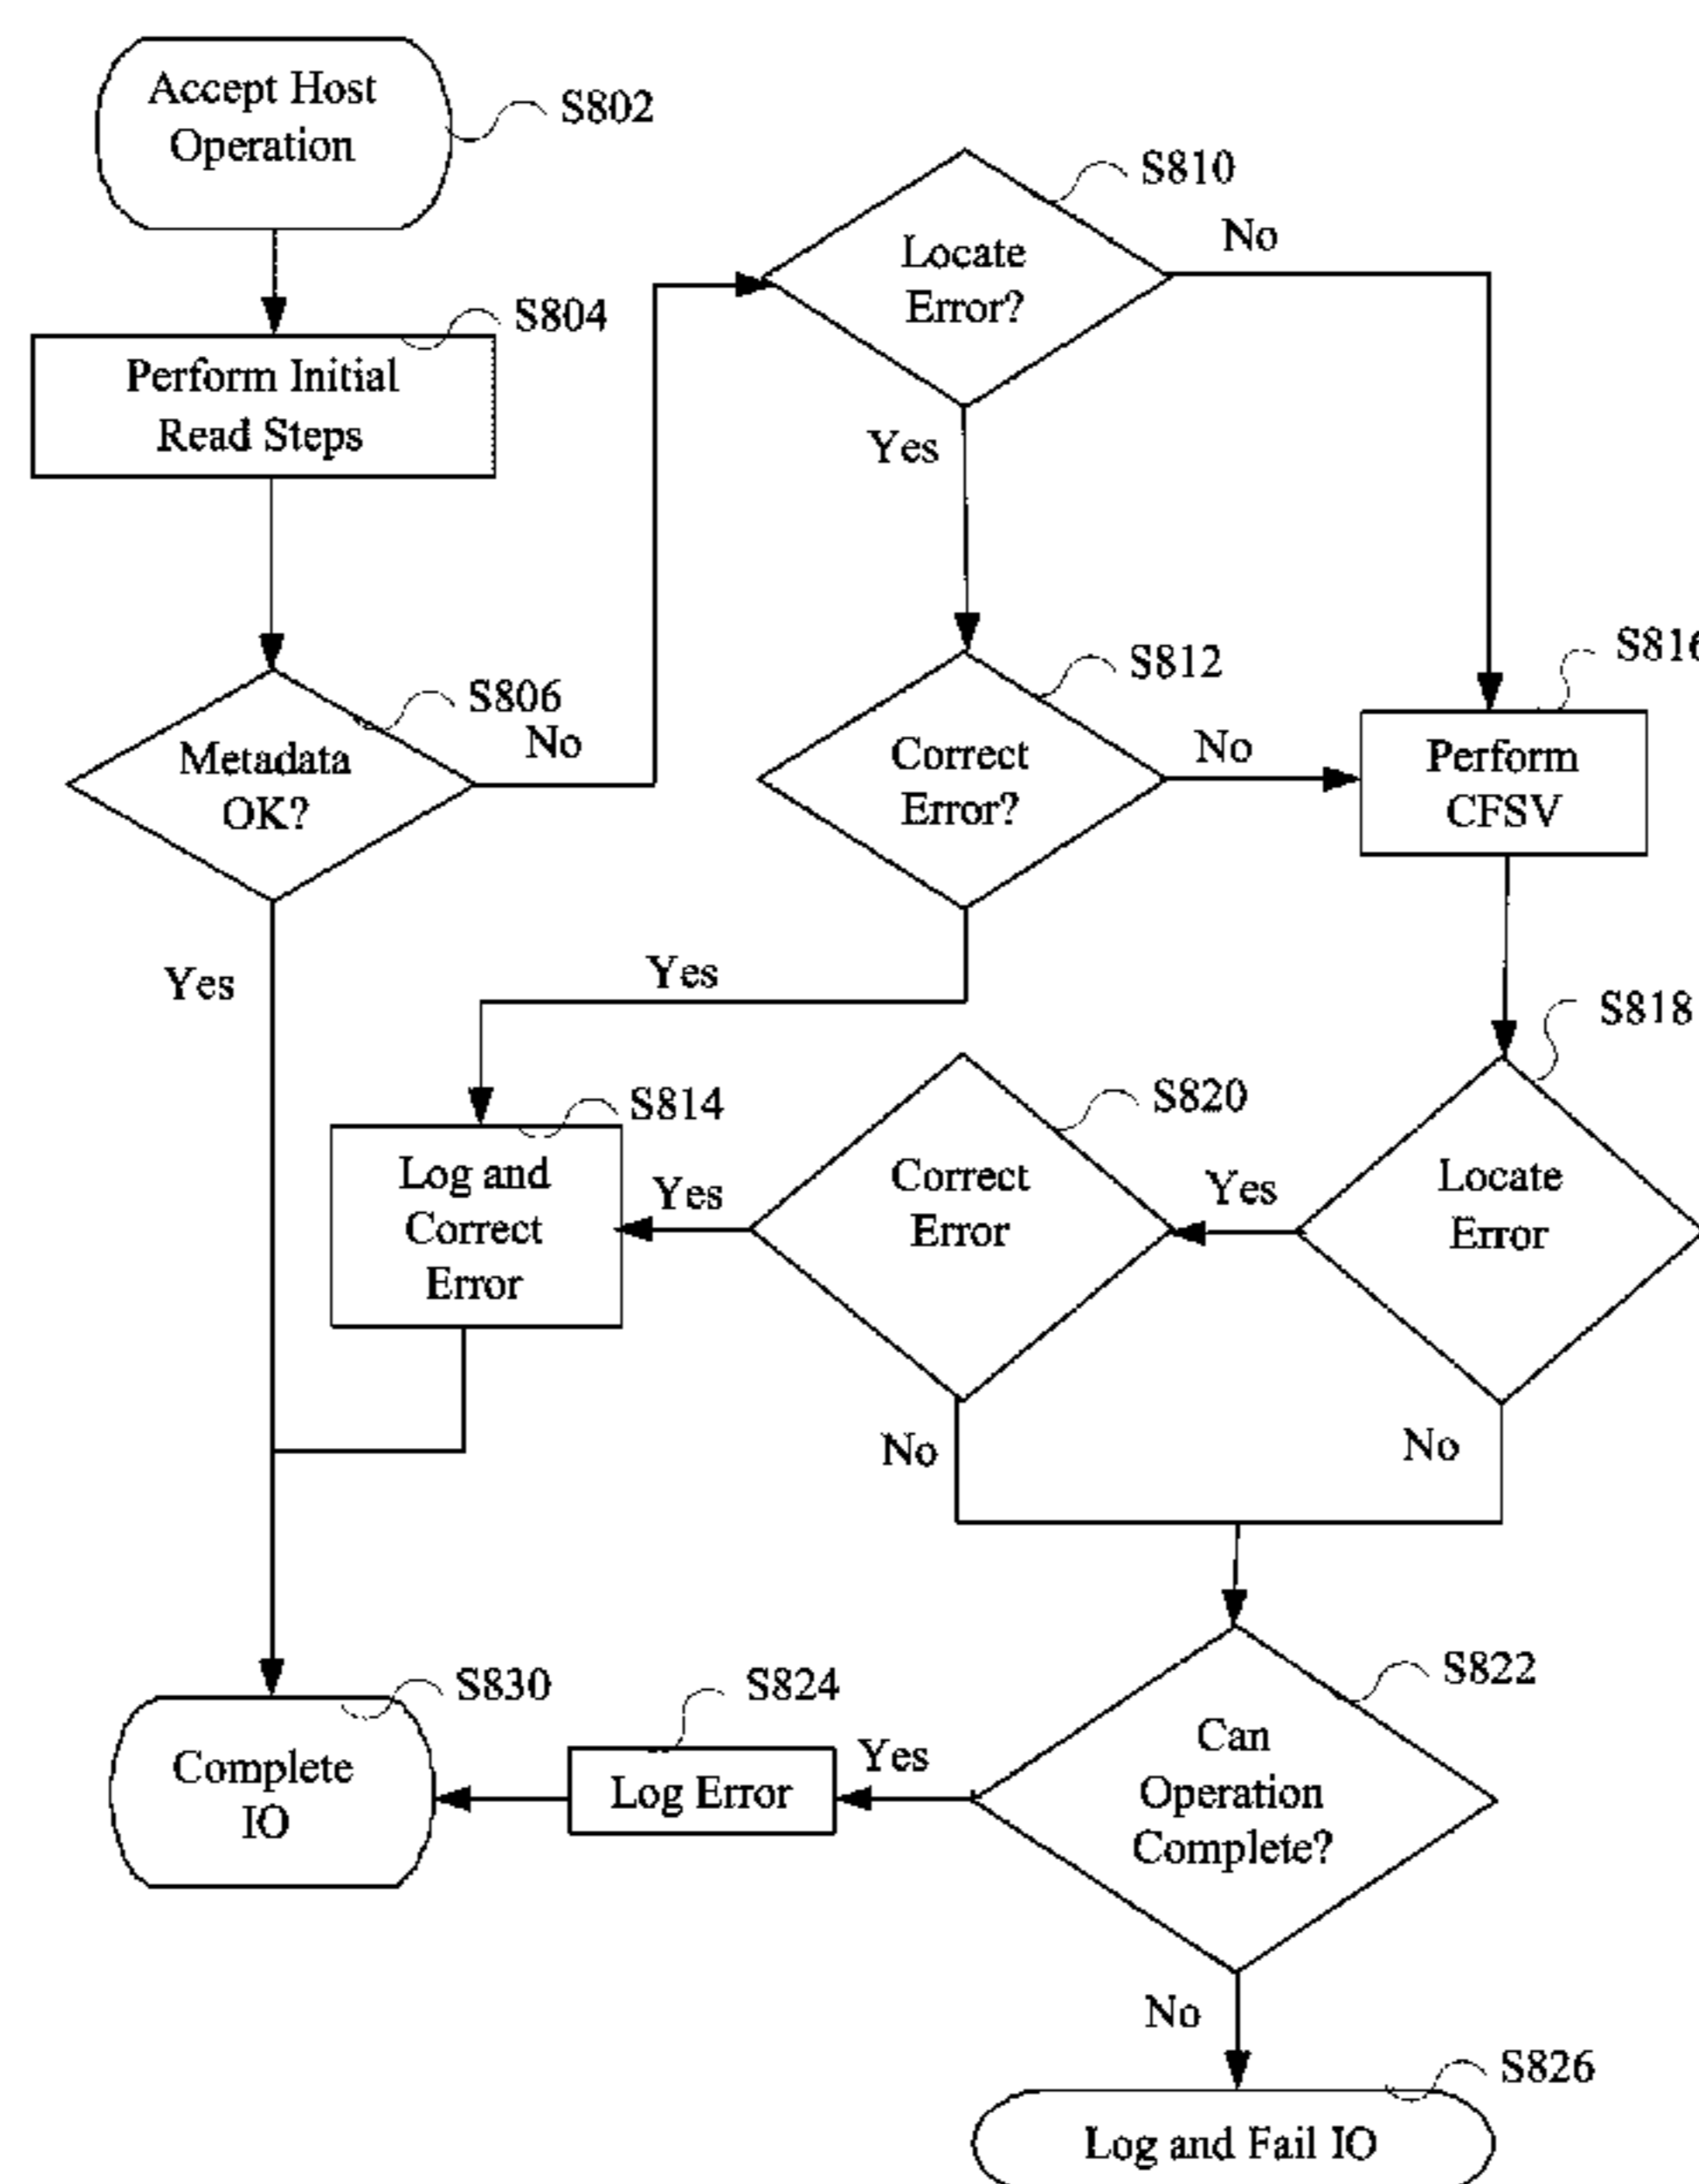 Accept Host
Operation
S802
S804
Perform Initial
Read Steps
S806
Metadata
OK?
No
Yes
S810
Locate
Error?
No
Yes
S812
Correct
Error?
No
Yes
S816
Perform
CFSV
S818
Locate
Error
Yes
No
S820
Correct
Error
Yes
No
S814
Log and
Correct
Error
S822
Can
Operation
Complete?
Yes
No
S824
Log Error
S830
Complete
IO
S826
Log and Fail IO